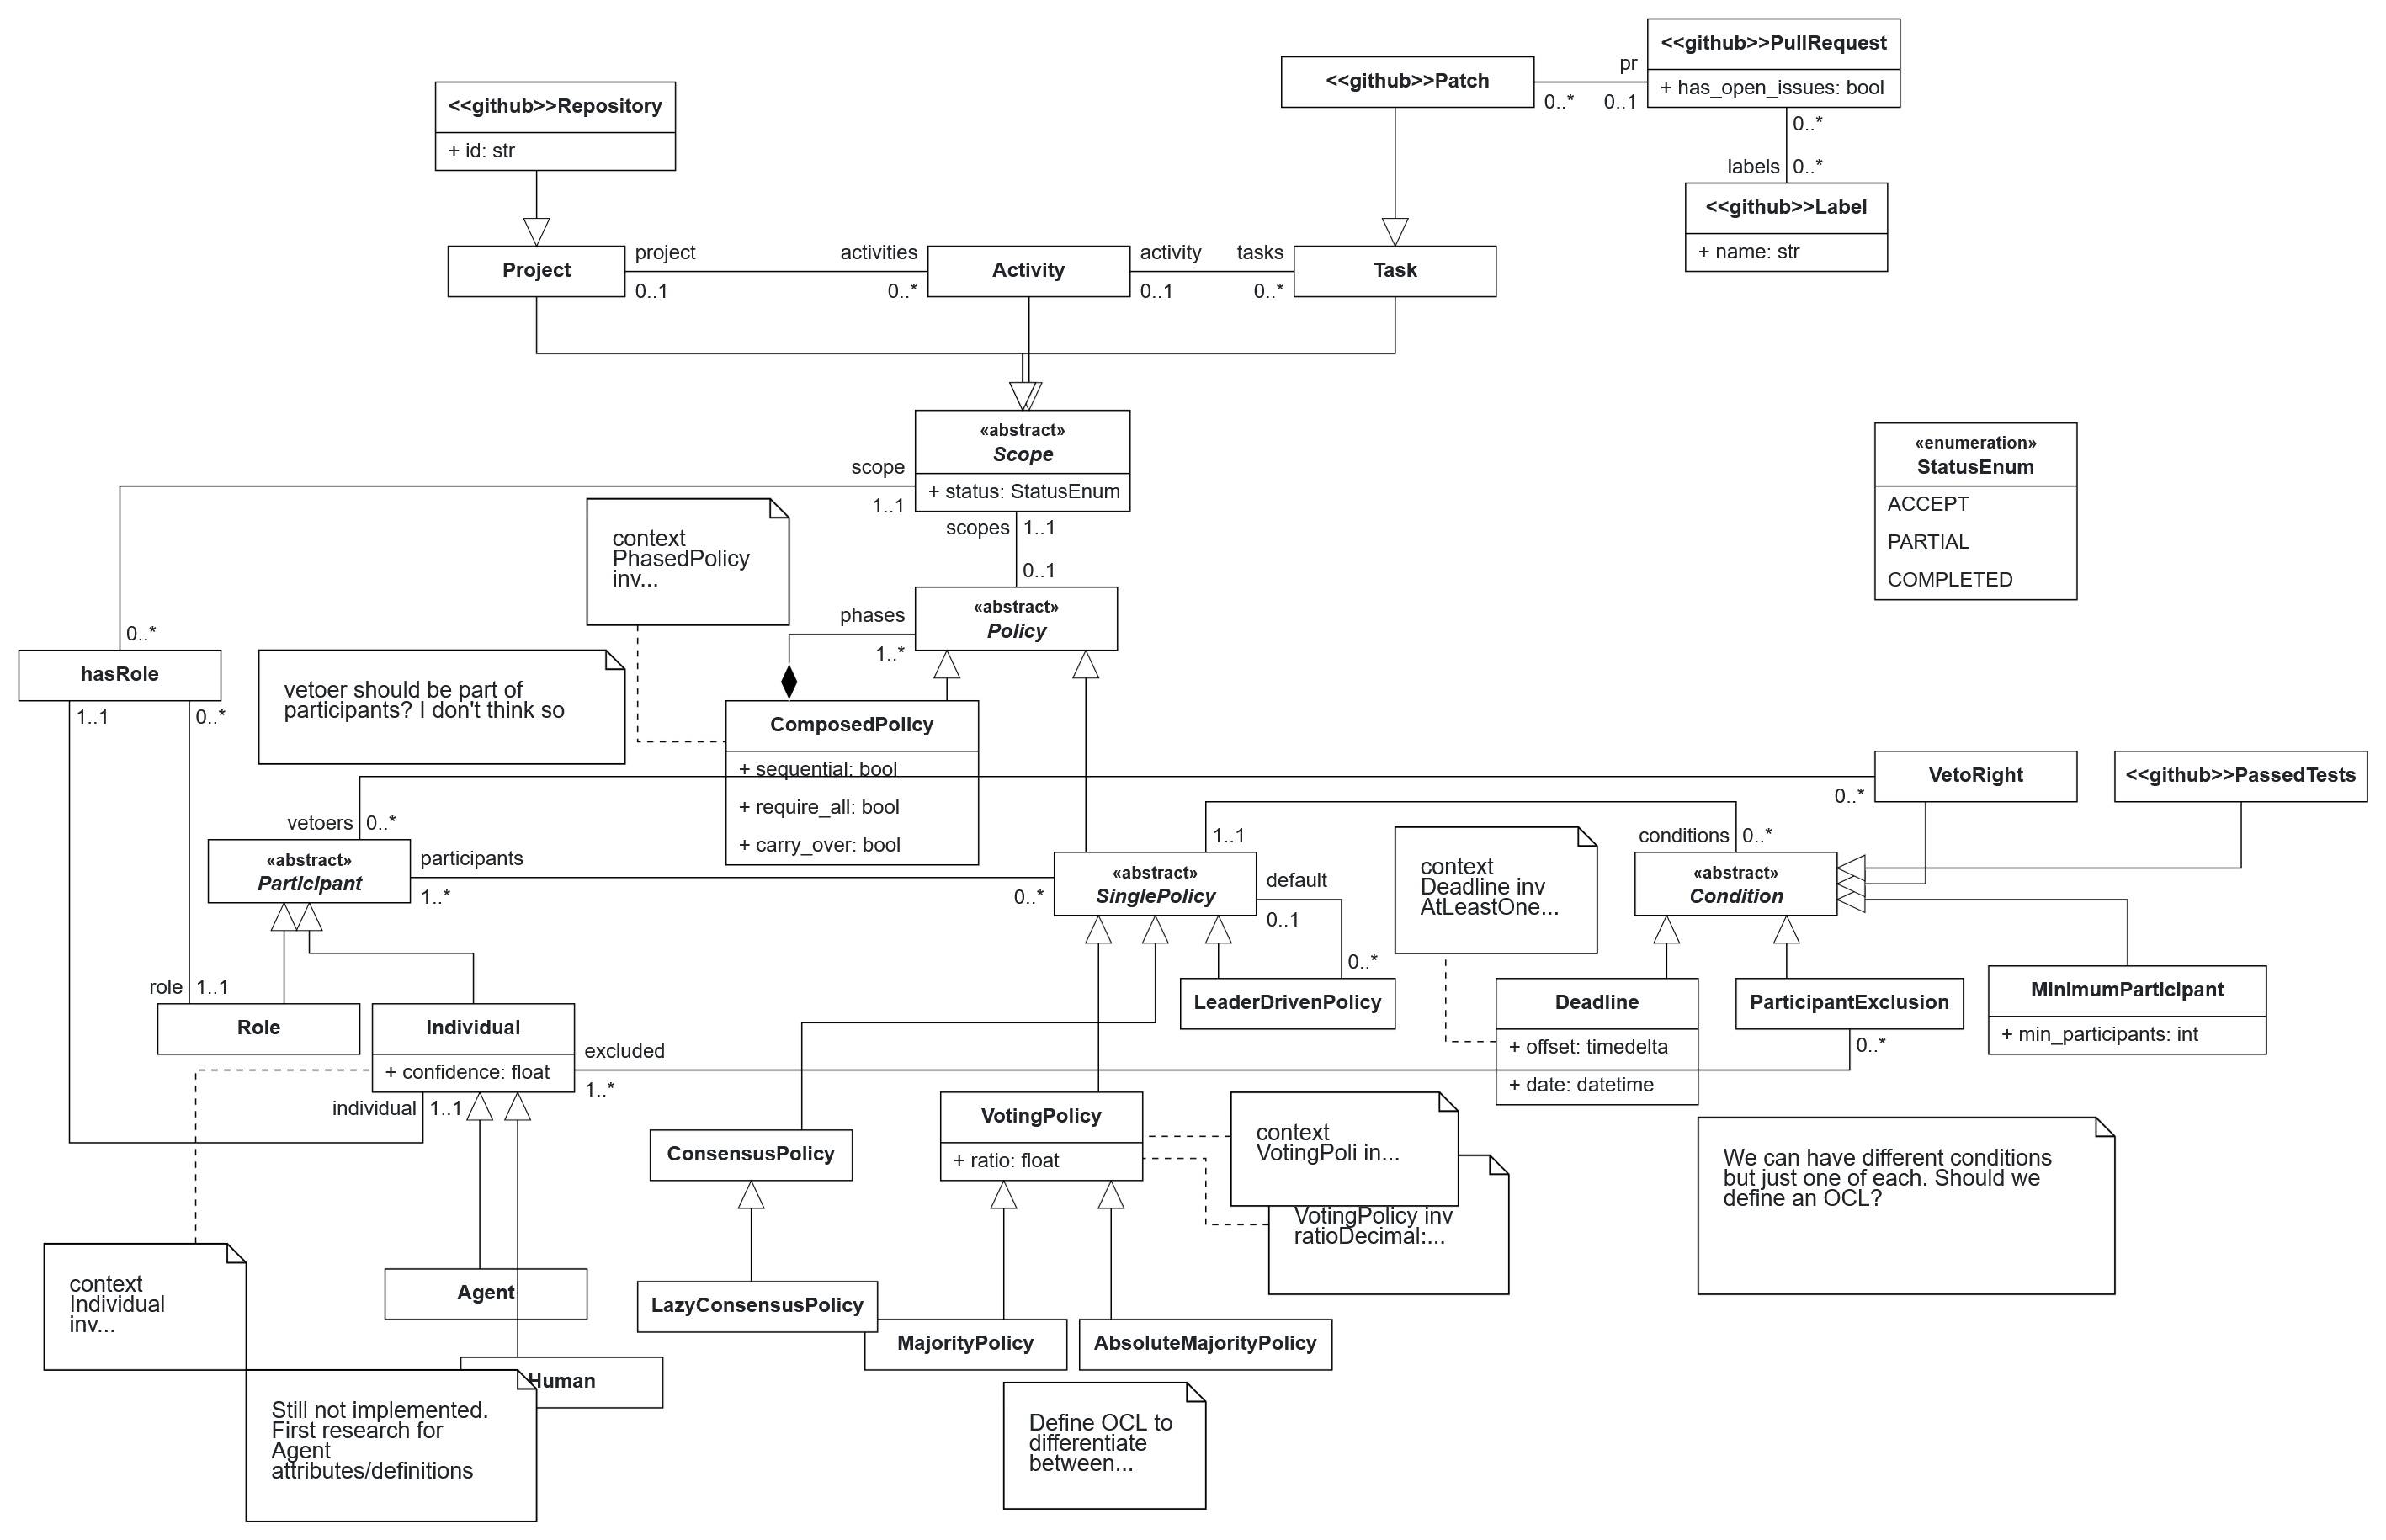 <<github>>PullRequest
+ has_open_issues: bool
<<github>>Patch
pr
0..*
0..1
<<github>>Repository
+ id: str
0..*
labels
0..*
<<github>>Label
+ name: str
Project
project
0..1
activities
0..*
Activity
activity
0..1
tasks
0..*
Task
«abstract»
Scope
+ status: StatusEnum
scope
1..1
scopes
1..1
0..1
«enumeration»
StatusEnum
ACCEPT
PARTIAL
COMPLETED
context
PhasedPolicy
inv...
«abstract»
Policy
phases
1..*
0..*
hasRole
1..1
0..*
vetoer should be part of
participants? I don't think so
ComposedPolicy
+ sequential: bool
+ require_all: bool
+ carry_over: bool
VetoRight
0..*
<<github>>PassedTests
vetoers
0..*
«abstract»
Participant
participants
1..*
0..*
1..1
«abstract»
SinglePolicy
default
0..1
0..*
context
Deadline inv
AtLeastOne...
conditions
0..*
«abstract»
Condition
role
1..1
Role
Individual
+ confidence: float
excluded
1..*
individual
1..1
LeaderDrivenPolicy
Deadline
+ offset: timedelta
+ date: datetime
ParticipantExclusion
0..*
MinimumParticipant
+ min_participants: int
ConsensusPolicy
VotingPolicy
+ ratio: float
context
VotingPoli in...
VotingPolicy inv
ratioDecimal:...
We can have different conditions
but just one of each. Should we
define an OCL?
context
Individual
inv...
Agent
LazyConsensusPolicy
MajorityPolicy
AbsoluteMajorityPolicy
Human
Still not implemented.
First research for
Agent
attributes/definitions
Define OCL to
differentiate
between...